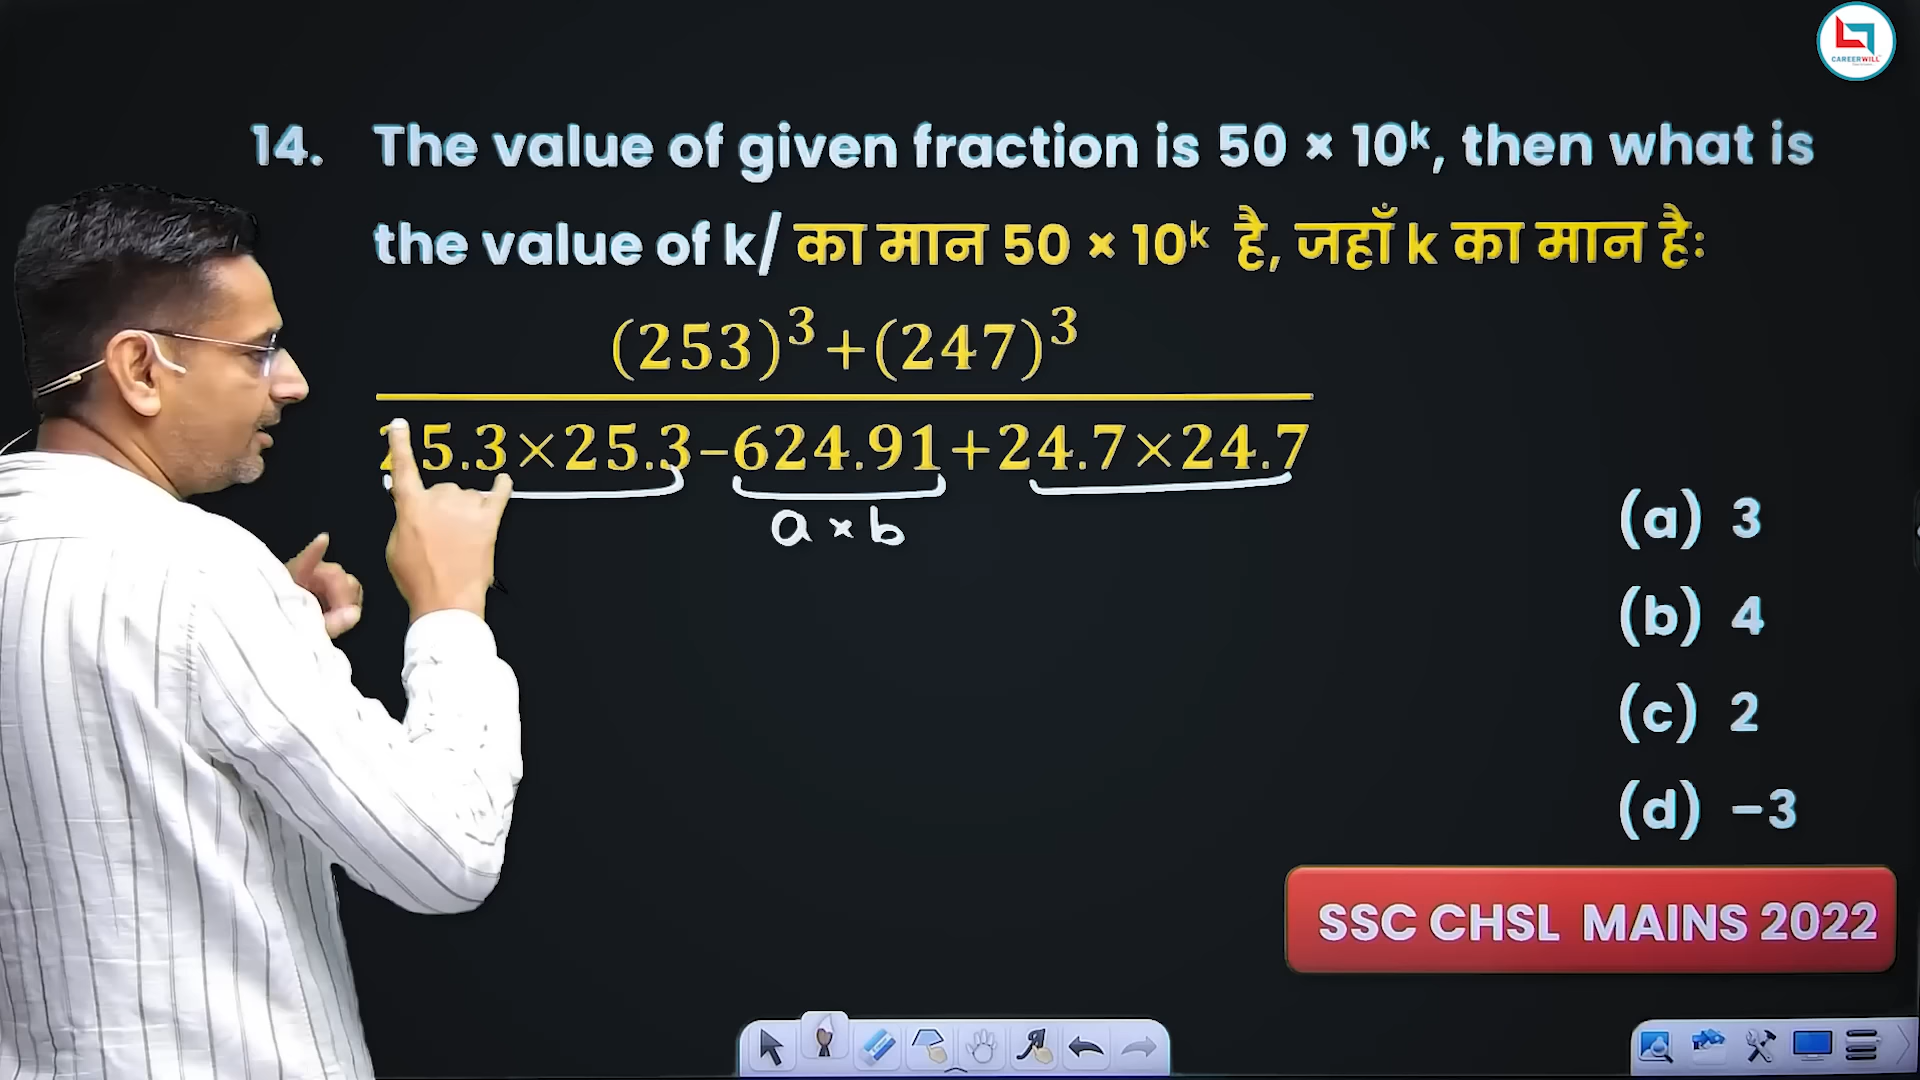 CAREERWILL
14. The value of given fraction is 50 × 10ᵏ, then what is
the value of k/ का मान 50 × 10ᵏ है, जहाँ k का मान हैः
(253)³+(247)³
25.3×25.3–624.91+24.7×24.7
a × b
(a) 3
(b) 4
(c) 2
(d) –3
SSC CHSL MAINS 2022